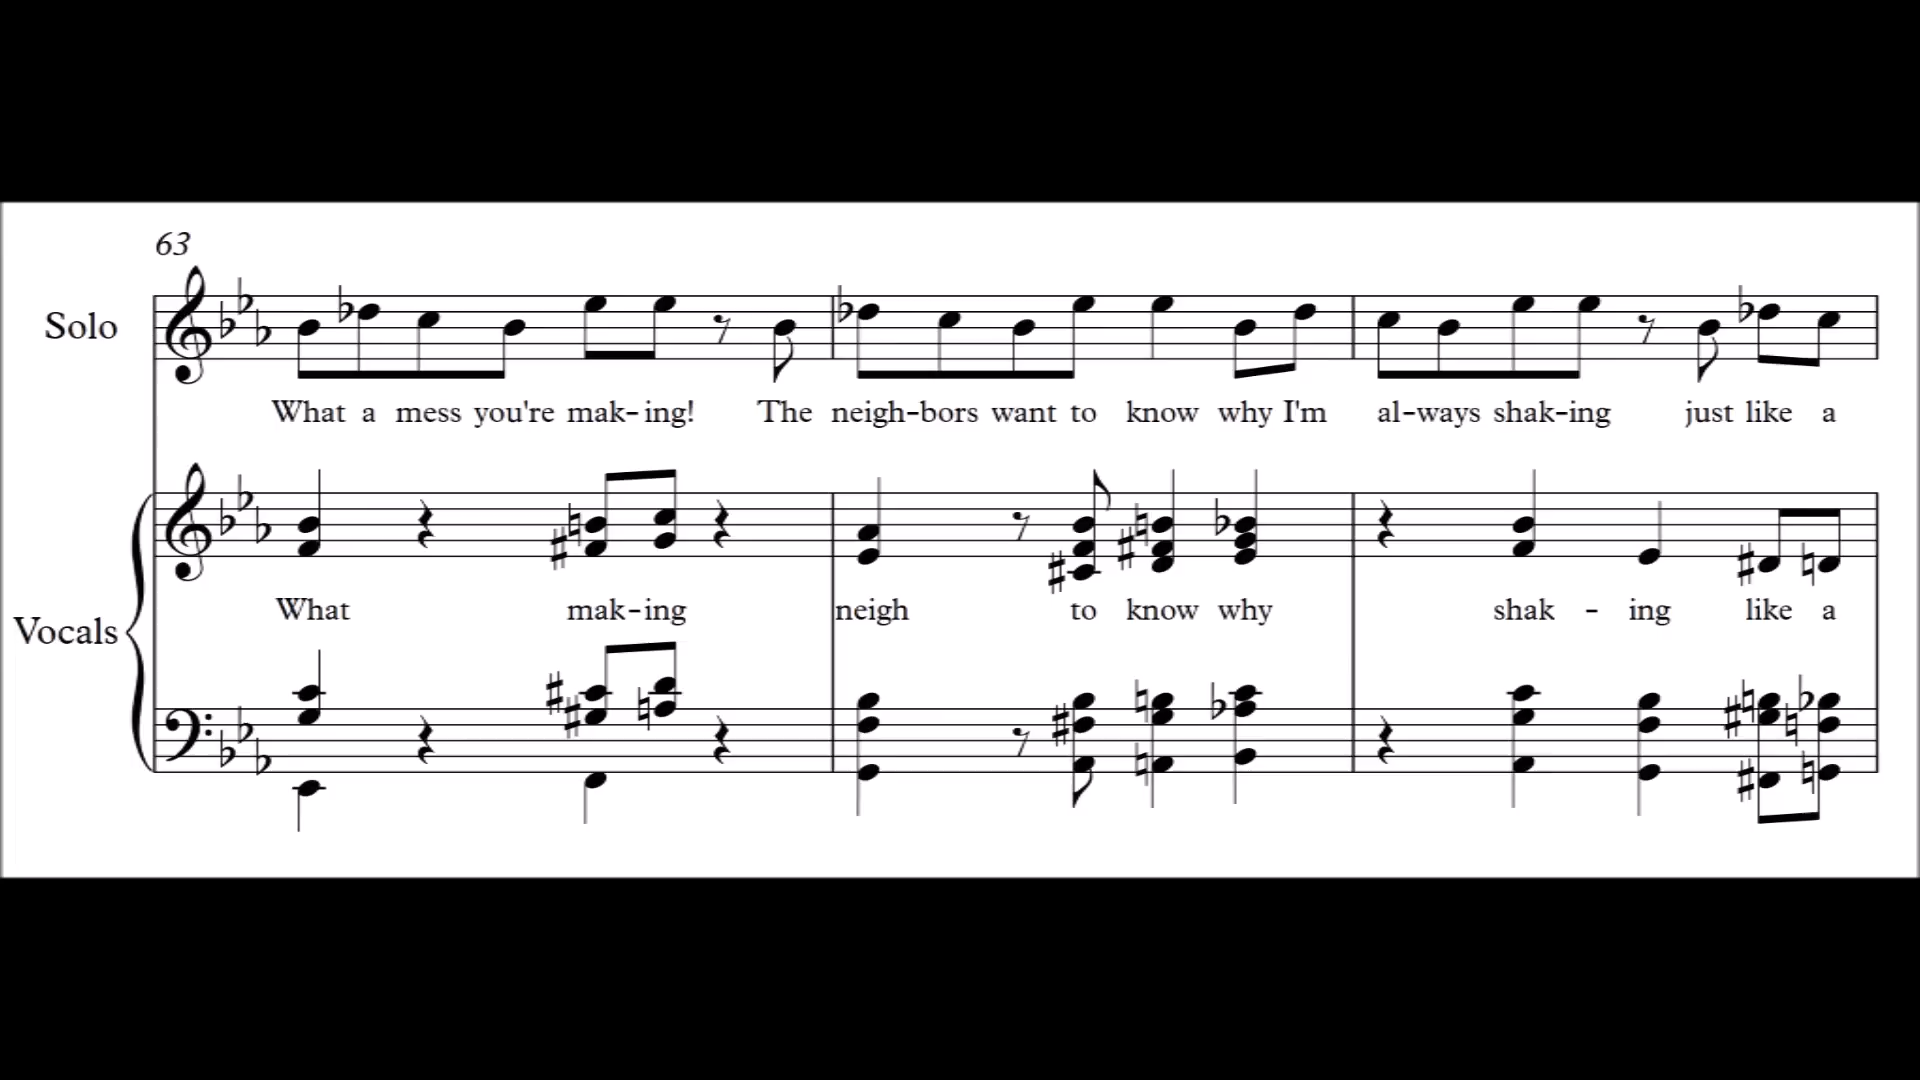 63
Solo
What a mess you're mak-ing! The neigh-bors want to know why I'm al-ways shak-ing just like a
Vocals
What mak-ing neigh to know why shak - ing like a